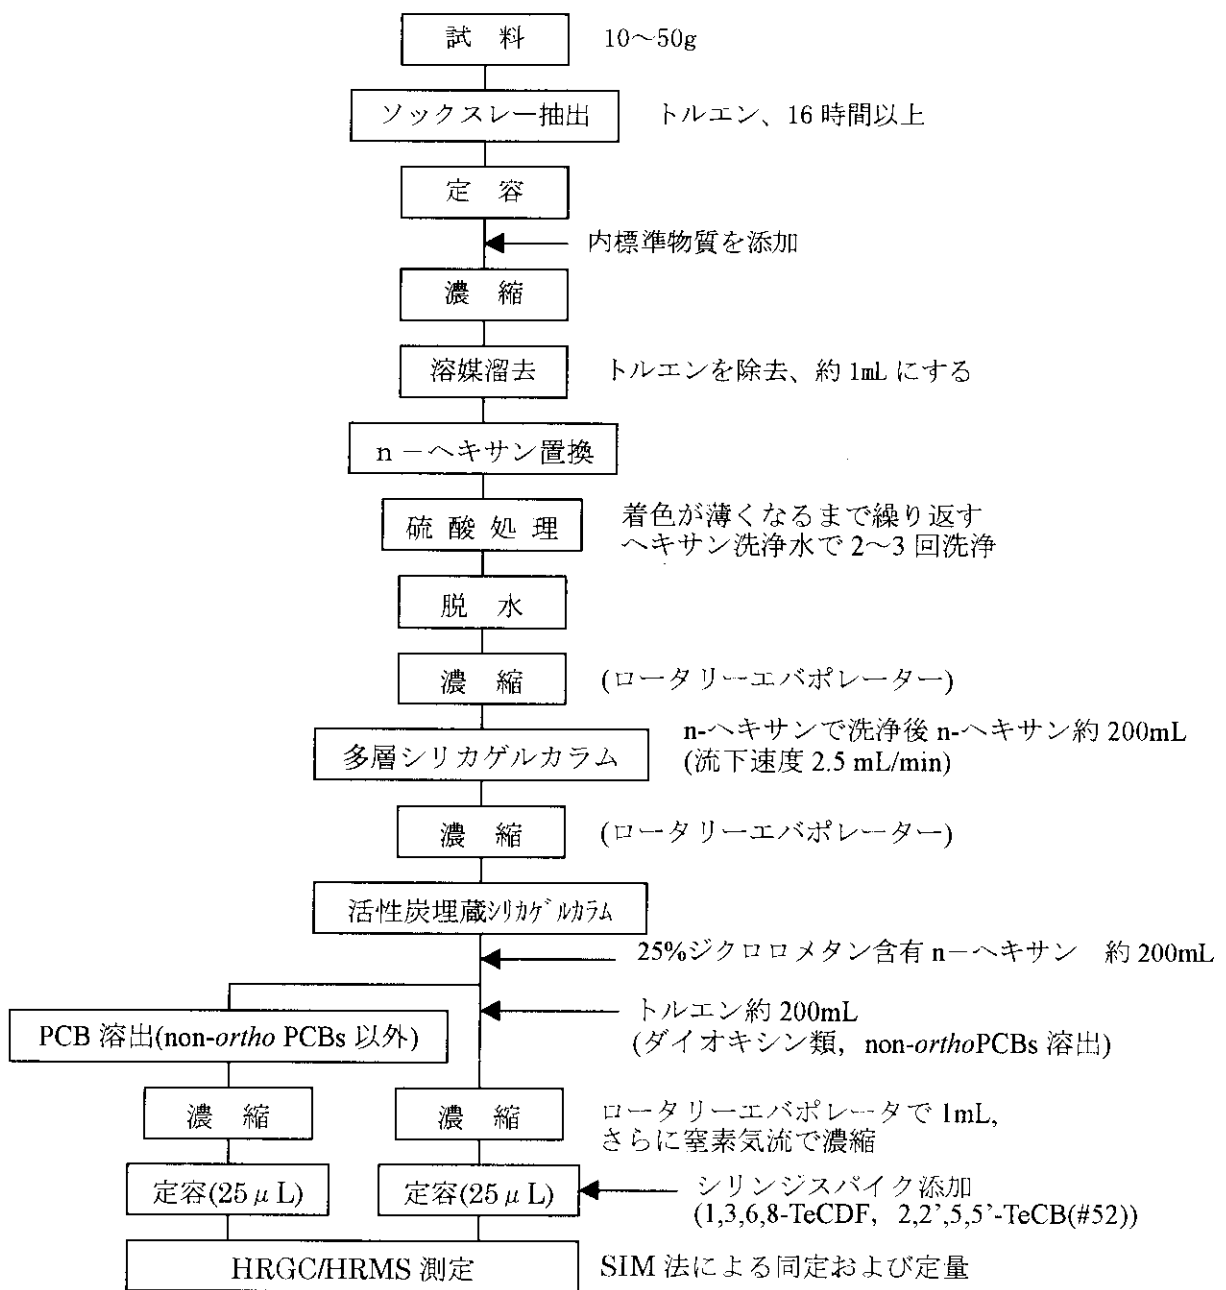 試　料　10～50g
ソックスレー抽出　トルエン、16 時間以上
定　容
内標準物質を添加
濃　縮
溶媒溜去　トルエンを除去、約 1mL にする
n－ヘキサン置換
硫 酸 処 理　着色が薄くなるまで繰り返す
ヘキサン洗浄水で 2～3 回洗浄
脱　水
濃　縮　(ロータリーエバポレーター)
多層シリカゲルカラム　n-ヘキサンで洗浄後 n-ヘキサン約 200mL
(流下速度 2.5 mL/min)
濃　縮　(ロータリーエバポレーター)
活性炭埋蔵ｼﾘｶｹﾞﾙｶﾗﾑ
25%ジクロロメタン含有 n－ヘキサン　約 200mL
PCB 溶出(non-ortho PCBs 以外)
トルエン約 200mL
(ダイオキシン類，non-orthoPCBs 溶出)
濃　縮　濃　縮　ロータリーエバポレータで 1mL,
さらに窒素気流で濃縮
定容(25μL)　定容(25μL)　シリンジスパイク添加
(1,3,6,8-TeCDF，2,2’,5,5’-TeCB(#52))
HRGC/HRMS 測定　SIM 法による同定および定量